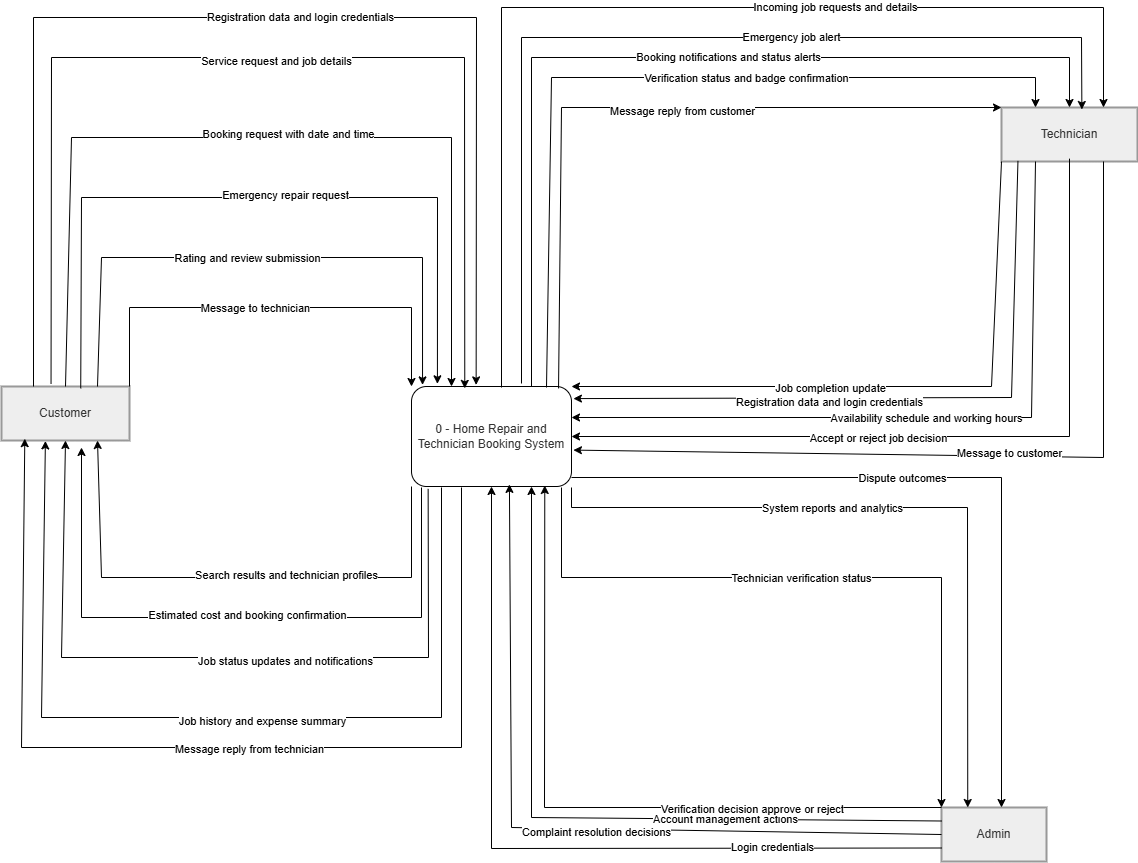 Registration data and login credentials
Service request and job details
Booking request with date and time
Emergency repair request
Rating and review submission
Message to technician
Incoming job requests and details
Emergency job alert
Booking notifications and status alerts
Verification status and badge confirmation
Message reply from customer
Technician
Customer
0 - Home Repair and
Technician Booking System
Job completion update
Registration data and login credentials
Availability schedule and working hours
Accept or reject job decision
Message to customer
Dispute outcomes
System reports and analytics
Technician verification status
Search results and technician profiles
Estimated cost and booking confirmation
Job status updates and notifications
Job history and expense summary
Message reply from technician
Verification decision approve or reject
Account management actions
Complaint resolution decisions
Login credentials
Admin